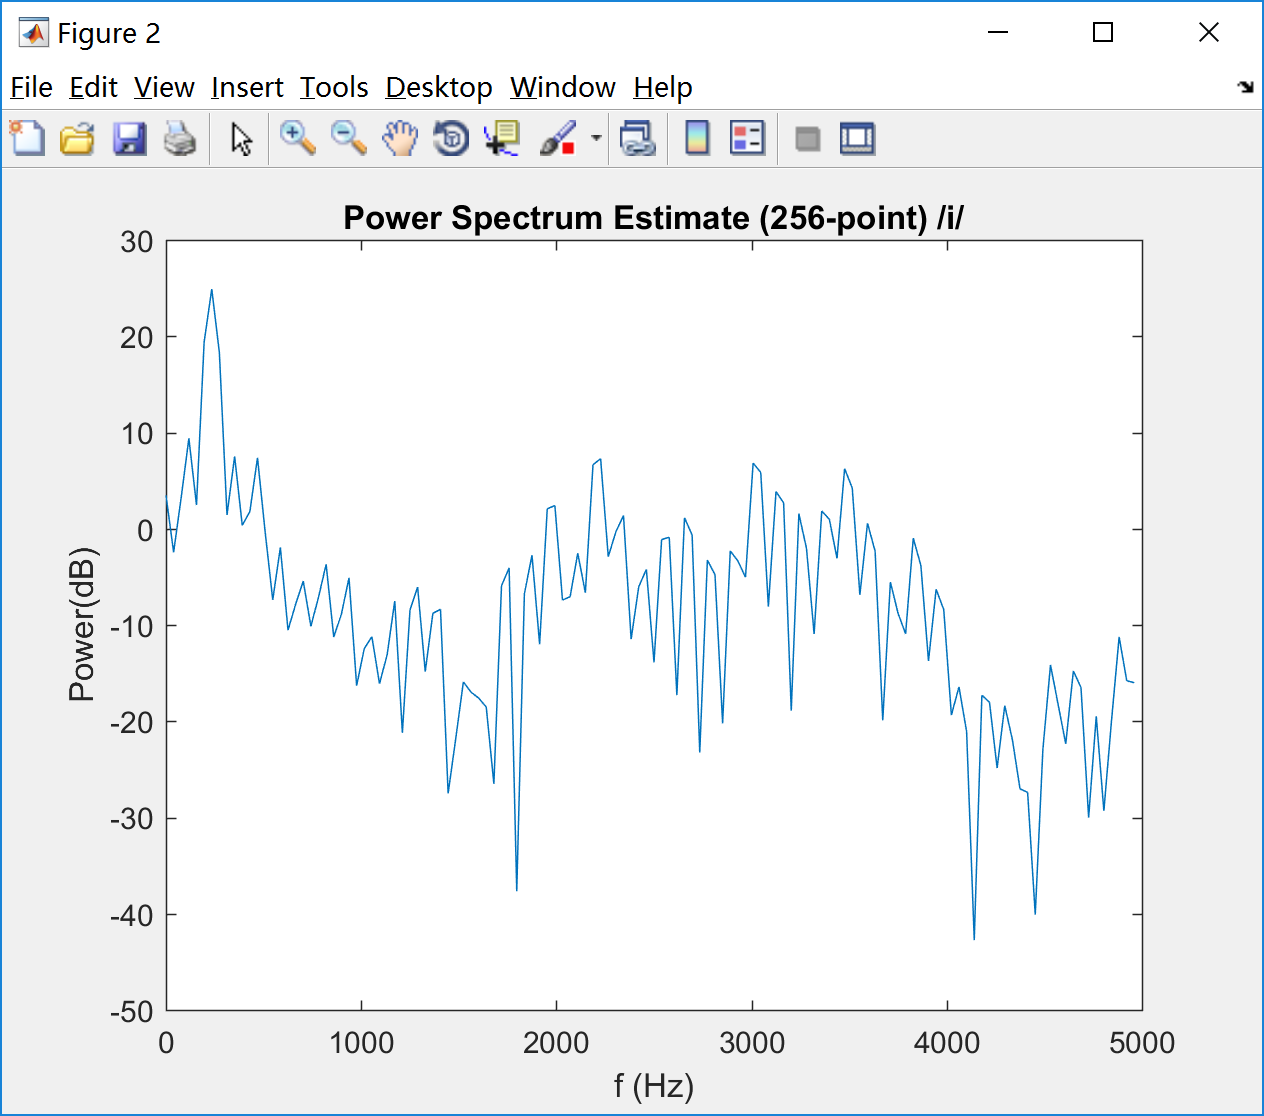 Figure 2
File Edit View Insert Tools Desktop Window Help
Power Spectrum Estimate (256-point) /i/
30
20
10
0
-10
-20
-30
-40
-50
Power(dB)
0 1000 2000 3000 4000 5000
f (Hz)